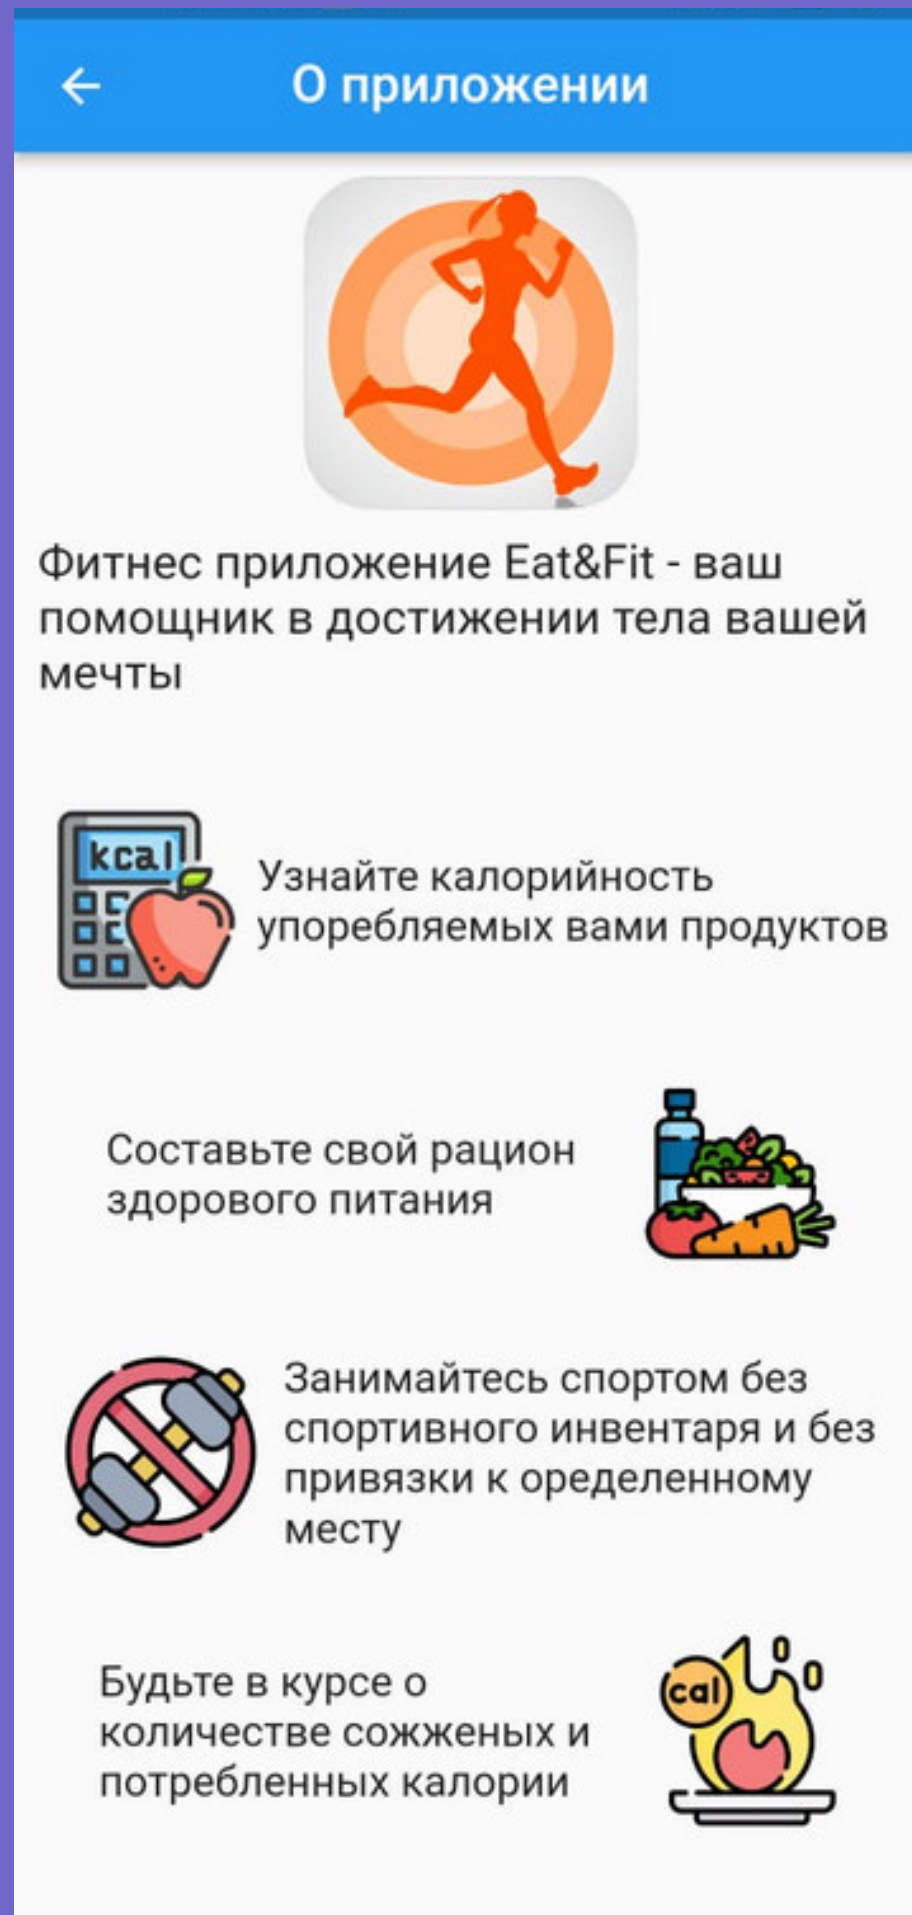 О приложении
Фитнес приложение Eat&Fit - ваш
помощник в достижении тела вашей
мечты
kcal
Узнайте калорийность
упоребляемых вами продуктов
Составьте свой рацион
здорового питания
Занимайтесь спортом без
спортивного инвентаря и без
привязки к оределенному
месту
Будьте в курсе о
количестве сожженых и
потребленных калории
cal